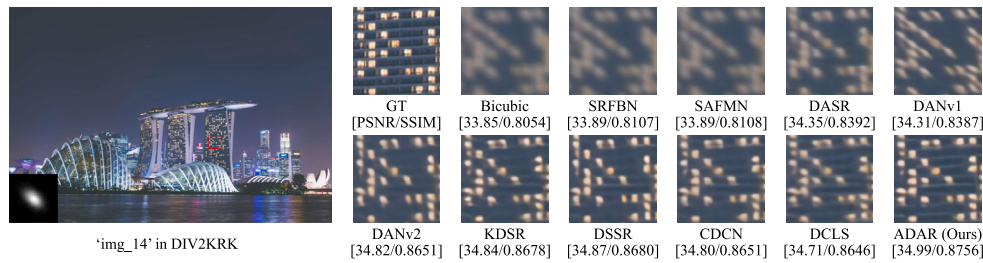 GT Bicubic SRFBN SAFMN DASR DANv1
[PSNR/SSIM] [33.85/0.8054] [33.89/0.8107] [33.89/0.8108] [34.35/0.8392] [34.31/0.8387]
DANv2 KDSR DSSR CDCN DCLS ADAR (Ours)
[34.82/0.8651] [34.84/0.8678] [34.87/0.8680] [34.80/0.8651] [34.71/0.8646] [34.99/0.8756]
‘img_14’ in DIV2KRK